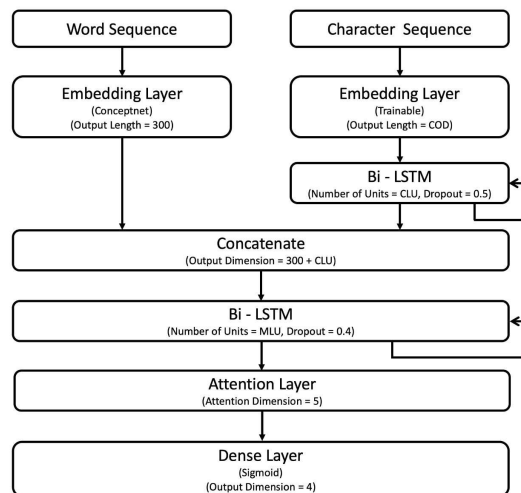 Word Sequence
Character Sequence
Embedding Layer
(Conceptnet)
(Output Length = 300)
Embedding Layer
(Trainable)
(Output Length = COD)
Bi - LSTM
(Number of Units = CLU, Dropout = 0.5)
Concatenate
(Output Dimension = 300 + CLU)
Bi - LSTM
(Number of Units = MLU, Dropout = 0.4)
Attention Layer
(Attention Dimension = 5)
Dense Layer
(Sigmoid)
(Output Dimension = 4)